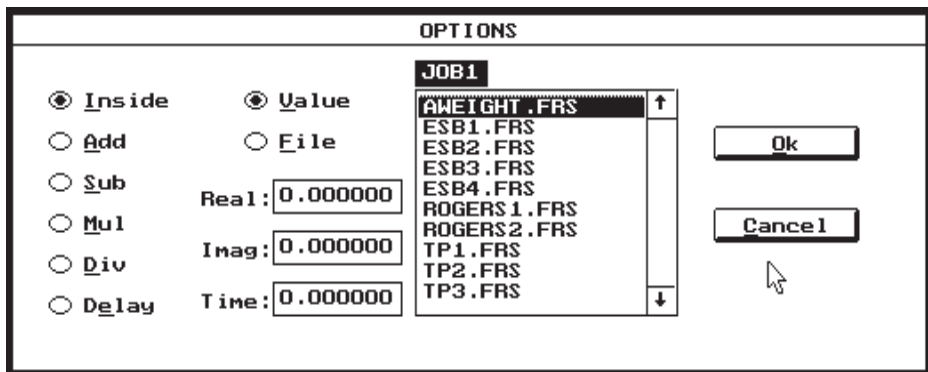 OPTIONS
JOB1
Inside
Add
Sub
Mul
Div
Delay
Value
File
Real: 0.000000
Imag: 0.000000
Time: 0.000000
AWEIGHT.FRS
ESB1.FRS
ESB2.FRS
ESB3.FRS
ESB4.FRS
ROGERS1.FRS
ROGERS2.FRS
TP1.FRS
TP2.FRS
TP3.FRS
Ok
Cancel